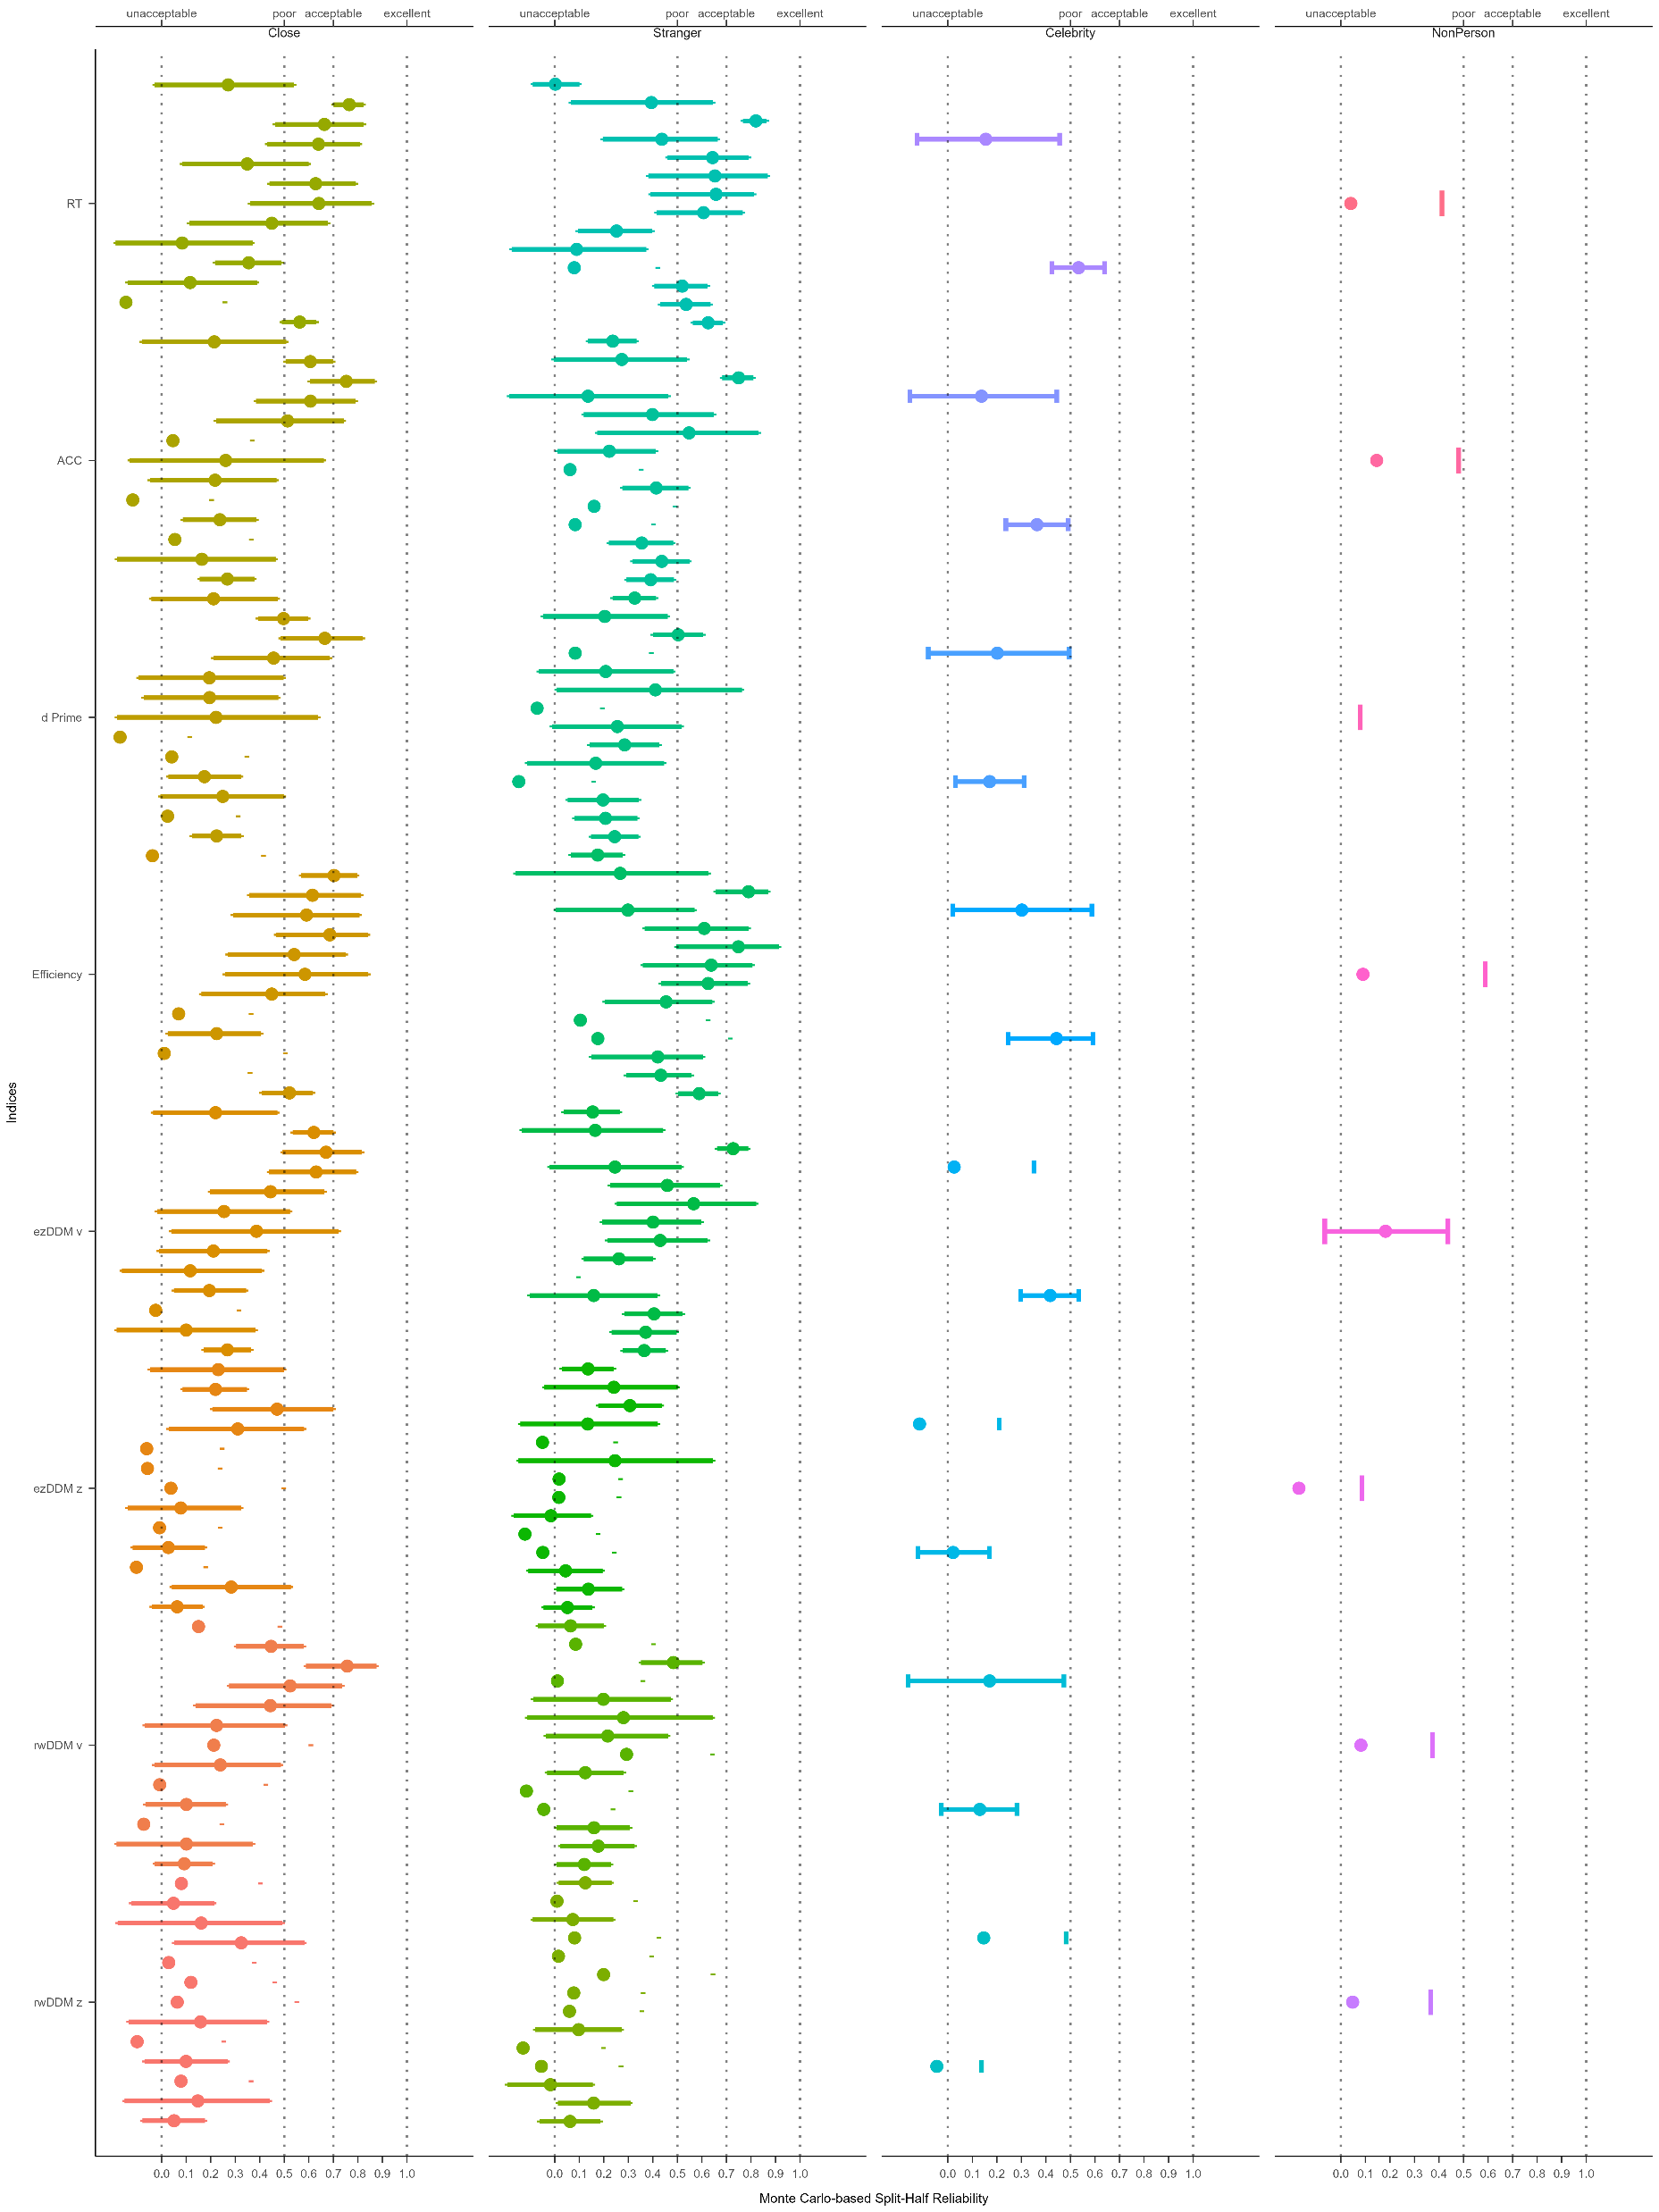 unacceptable poor acceptable excellent unacceptable poor acceptable excellent unacceptable poor acceptable excellent unacceptable poor acceptable excellent
Close Stranger Celebrity NonPerson
RT
ACC
d Prime
Efficiency
Indices
ezDDM v
ezDDM z
rwDDM v
rwDDM z
0.0 0.1 0.2 0.3 0.4 0.5 0.6 0.7 0.8 0.9 1.0 0.0 0.1 0.2 0.3 0.4 0.5 0.6 0.7 0.8 0.9 1.0 0.0 0.1 0.2 0.3 0.4 0.5 0.6 0.7 0.8 0.9 1.0 0.0 0.1 0.2 0.3 0.4 0.5 0.6 0.7 0.8 0.9 1.0
Monte Carlo-based Split-Half Reliability